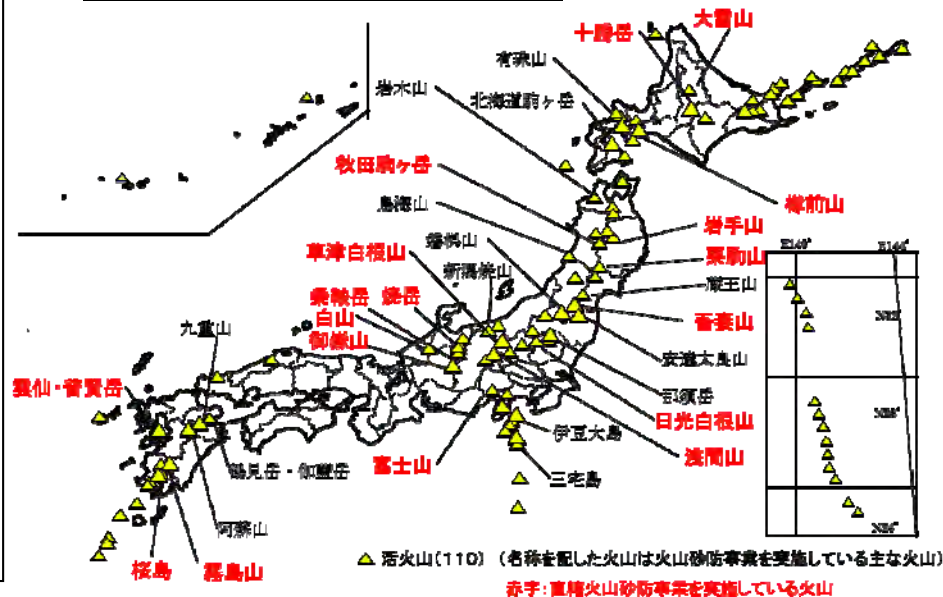 大雪山
十勝岳
有珠山
岩木山
北海道駒ヶ岳
秋田駒ヶ岳
樽前山
鳥海山
岩手山
磐梯山
栗駒山
草津白根山
新潟焼山
蔵王山
乗鞍岳
焼岳
白山
吾妻山
九重山
御嶽山
安達太良山
雲仙・普賢岳
那須岳
日光白根山
伊豆大島
浅間山
富士山
鶴見岳・伽藍岳
三宅島
阿蘇山
桜島
霧島山
E140°
E144°
活火山(110) (名称を記した火山は火山砂防事業を実施している主な火山)
赤字:直轄火山砂防事業を実施している火山